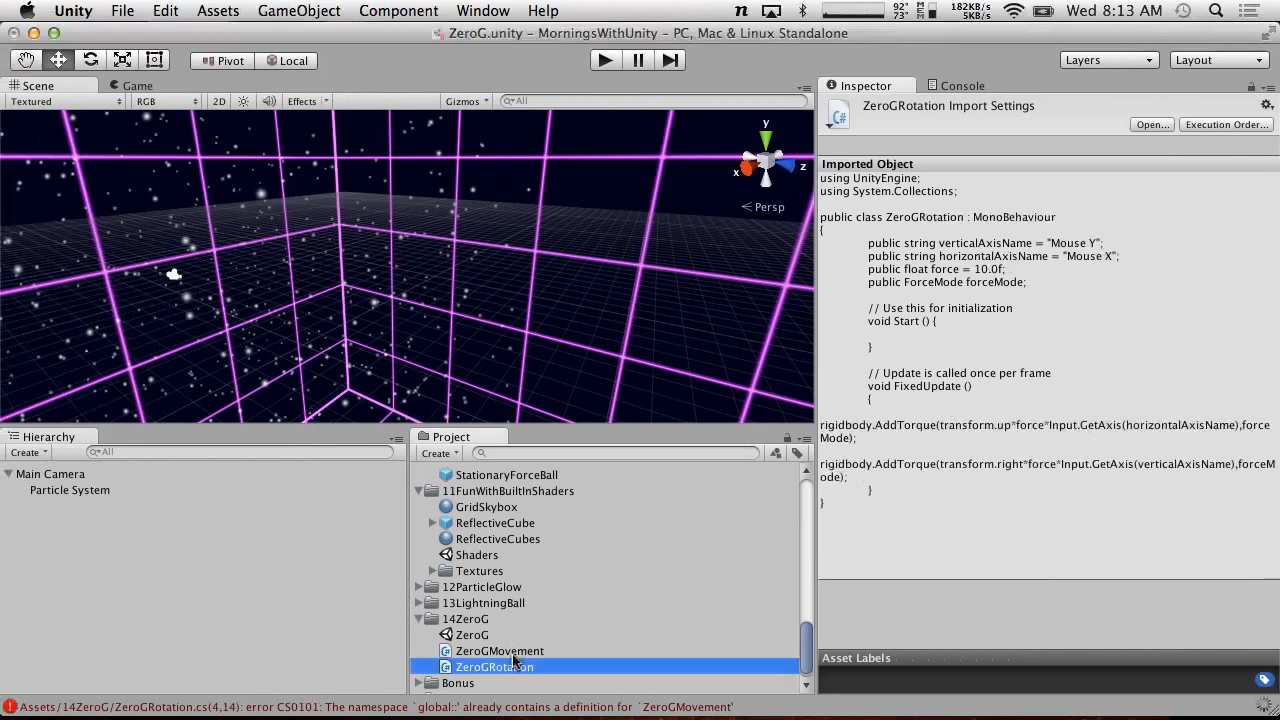 Unity File Edit Assets GameObject Component Window Help
92° 73° 182KB/s 5KB/s Wed 8:13 AM
ZeroG.unity - MorningsWithUnity - PC, Mac & Linux Standalone
Pivot Local Layers Layout
Scene Game
Textured RGB 2D Effects Gizmos All
y
x z
Persp
Inspector Console
ZeroGRotation Import Settings
C#
Open... Execution Order...
Imported Object
using UnityEngine;
using System.Collections;
public class ZeroGRotation : MonoBehaviour
{
public string verticalAxisName = "Mouse Y";
public string horizontalAxisName = "Mouse X";
public float force = 10.0f;
public ForceMode forceMode;
// Use this for initialization
void Start () {
}
// Update is called once per frame
void FixedUpdate ()
{
rigidbody.AddTorque(transform.up*force*Input.GetAxis(horizontalAxisName),force
Mode);
rigidbody.AddTorque(transform.right*force*Input.GetAxis(verticalAxisName),forceM
ode);
}
}
Hierarchy
Create All
Main Camera
Particle System
Project
Create
StationaryForceBall
11FunWithBuiltInShaders
GridSkybox
ReflectiveCube
ReflectiveCubes
Shaders
Textures
12ParticleGlow
13LightningBall
14ZeroG
ZeroG
ZeroGMovement
ZeroGRotation
Bonus
Asset Labels
Assets/14ZeroG/ZeroGRotation.cs(4,14): error CS0101: The namespace `global::' already contains a definition for `ZeroGMovement'